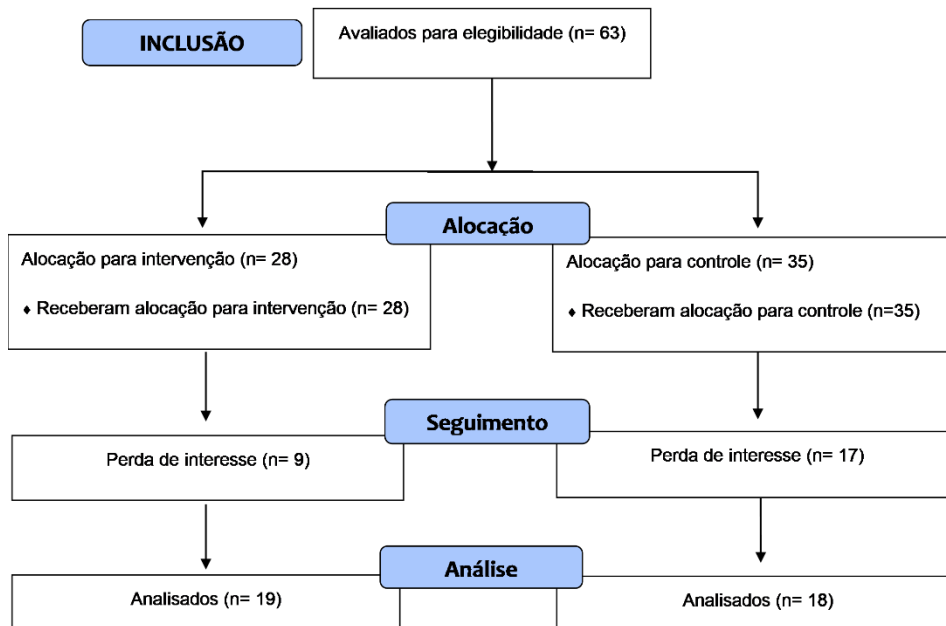 INCLUSÃO
Avaliados para elegibilidade (n= 63)
Alocação
Alocação para intervenção (n= 28)
♦ Receberam alocação para intervenção (n= 28)
Alocação para controle (n= 35)
♦ Receberam alocação para controle (n=35)
Seguimento
Perda de interesse (n= 9)
Perda de interesse (n= 17)
Análise
Analisados (n= 19)
Analisados (n= 18)